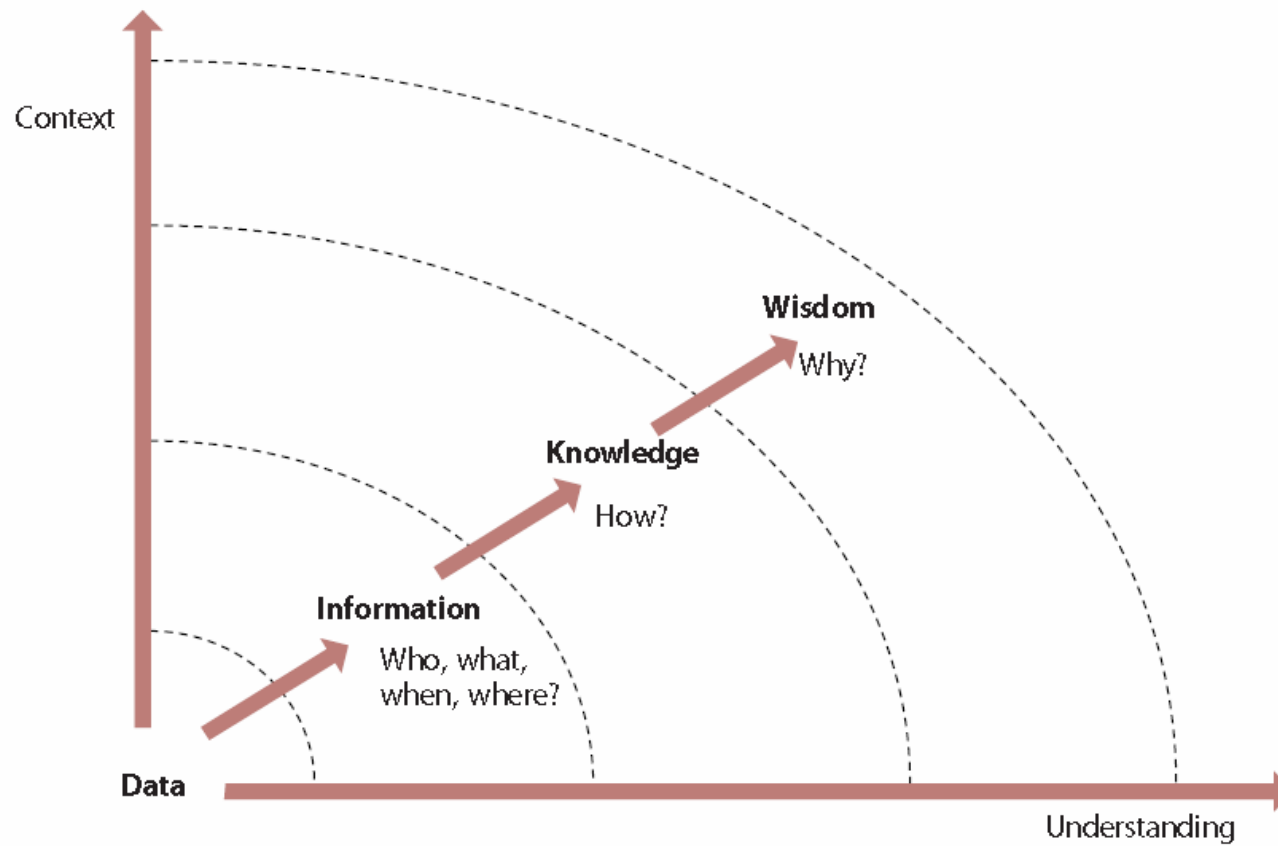 Context
Wisdom
Why?
Knowledge
How?
Information
Who, what,
when, where?
Data
Understanding